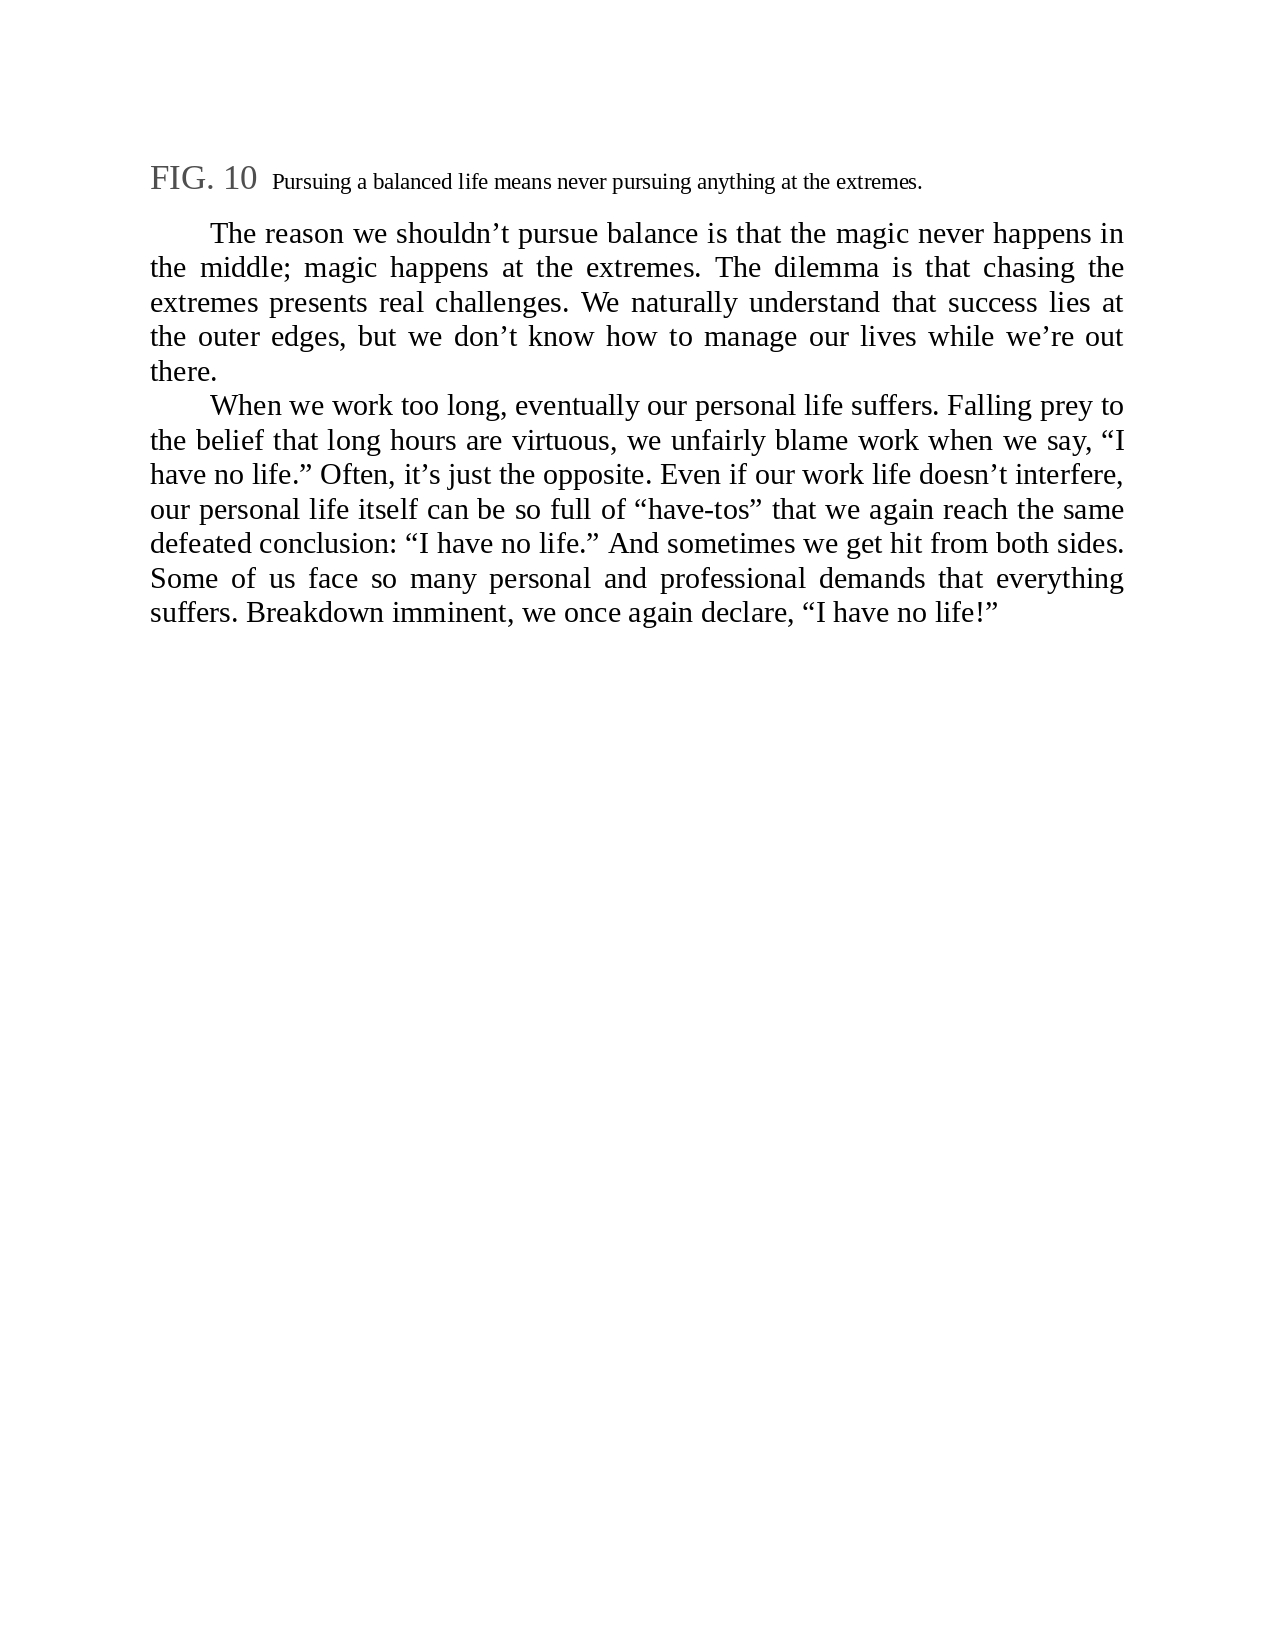 FIG. 10 Pursuing a balanced life means never pursuing anything at the extremes.
The reason we shouldn’t pursue balance is that the magic never happens in
the middle; magic happens at the extremes. The dilemma is that chasing the
extremes presents real challenges. We naturally understand that success lies at
the outer edges, but we don’t know how to manage our lives while we’re out
there.
When we work too long, eventually our personal life suffers. Falling prey to
the belief that long hours are virtuous, we unfairly blame work when we say, “I
have no life.” Often, it’s just the opposite. Even if our work life doesn’t interfere,
our personal life itself can be so full of “have-tos” that we again reach the same
defeated conclusion: “I have no life.” And sometimes we get hit from both sides.
Some of us face so many personal and professional demands that everything
suffers. Breakdown imminent, we once again declare, “I have no life!”